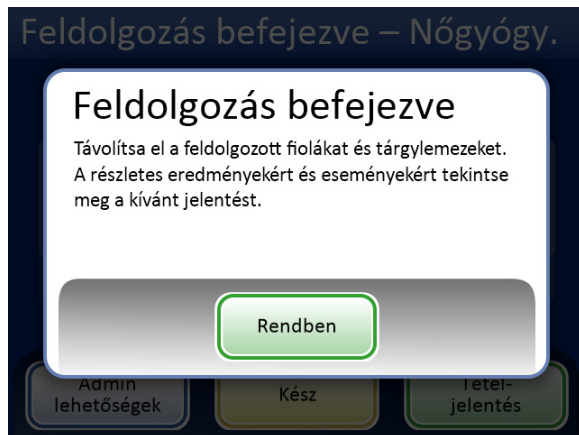 Feldolgozás befejezve – Nőgyógy.
Feldolgozás befejezve
Távolítsa el a feldolgozott fiolákat és tárgylemezeket.
A részletes eredményekért és eseményekért tekintse
meg a kívánt jelentést.
Rendben
Admin
lehetőségek
Kész
Tétel-
jelentés